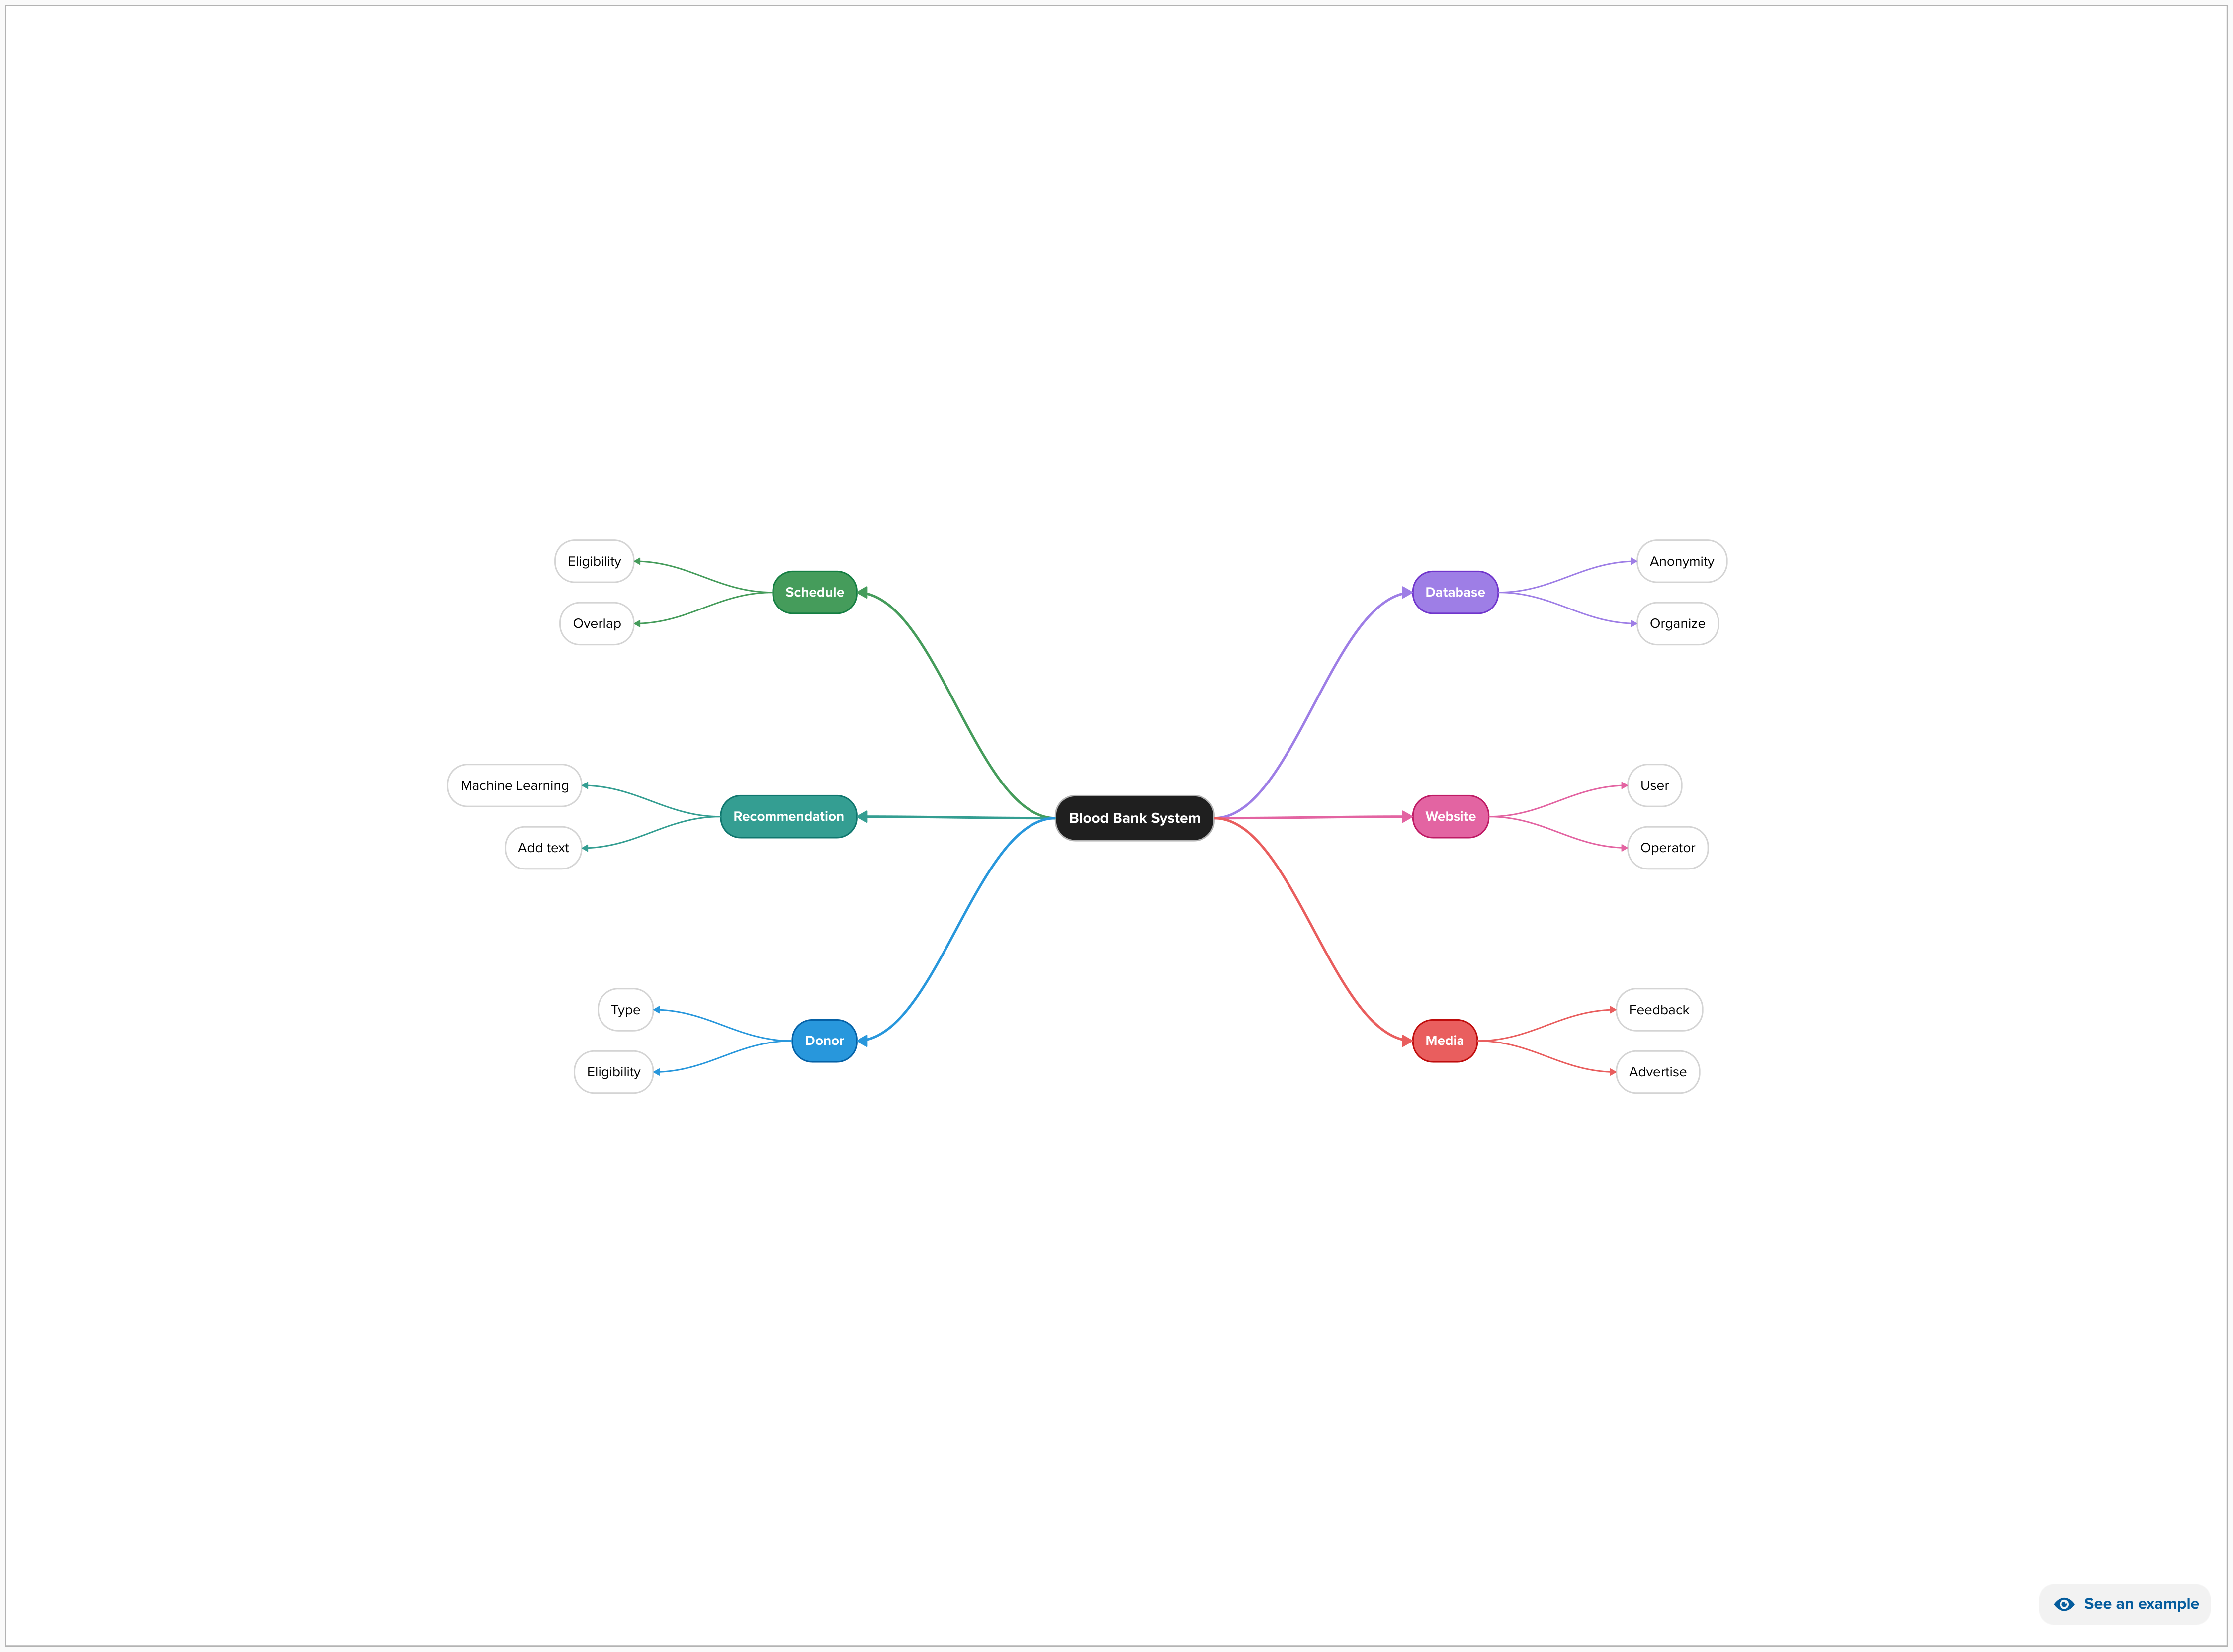 Eligibility
Schedule
Overlap
Machine Learning
Recommendation
Add text
Type
Donor
Eligibility
Blood Bank System
Anonymity
Database
Organize
User
Website
Operator
Feedback
Media
Advertise
See an example